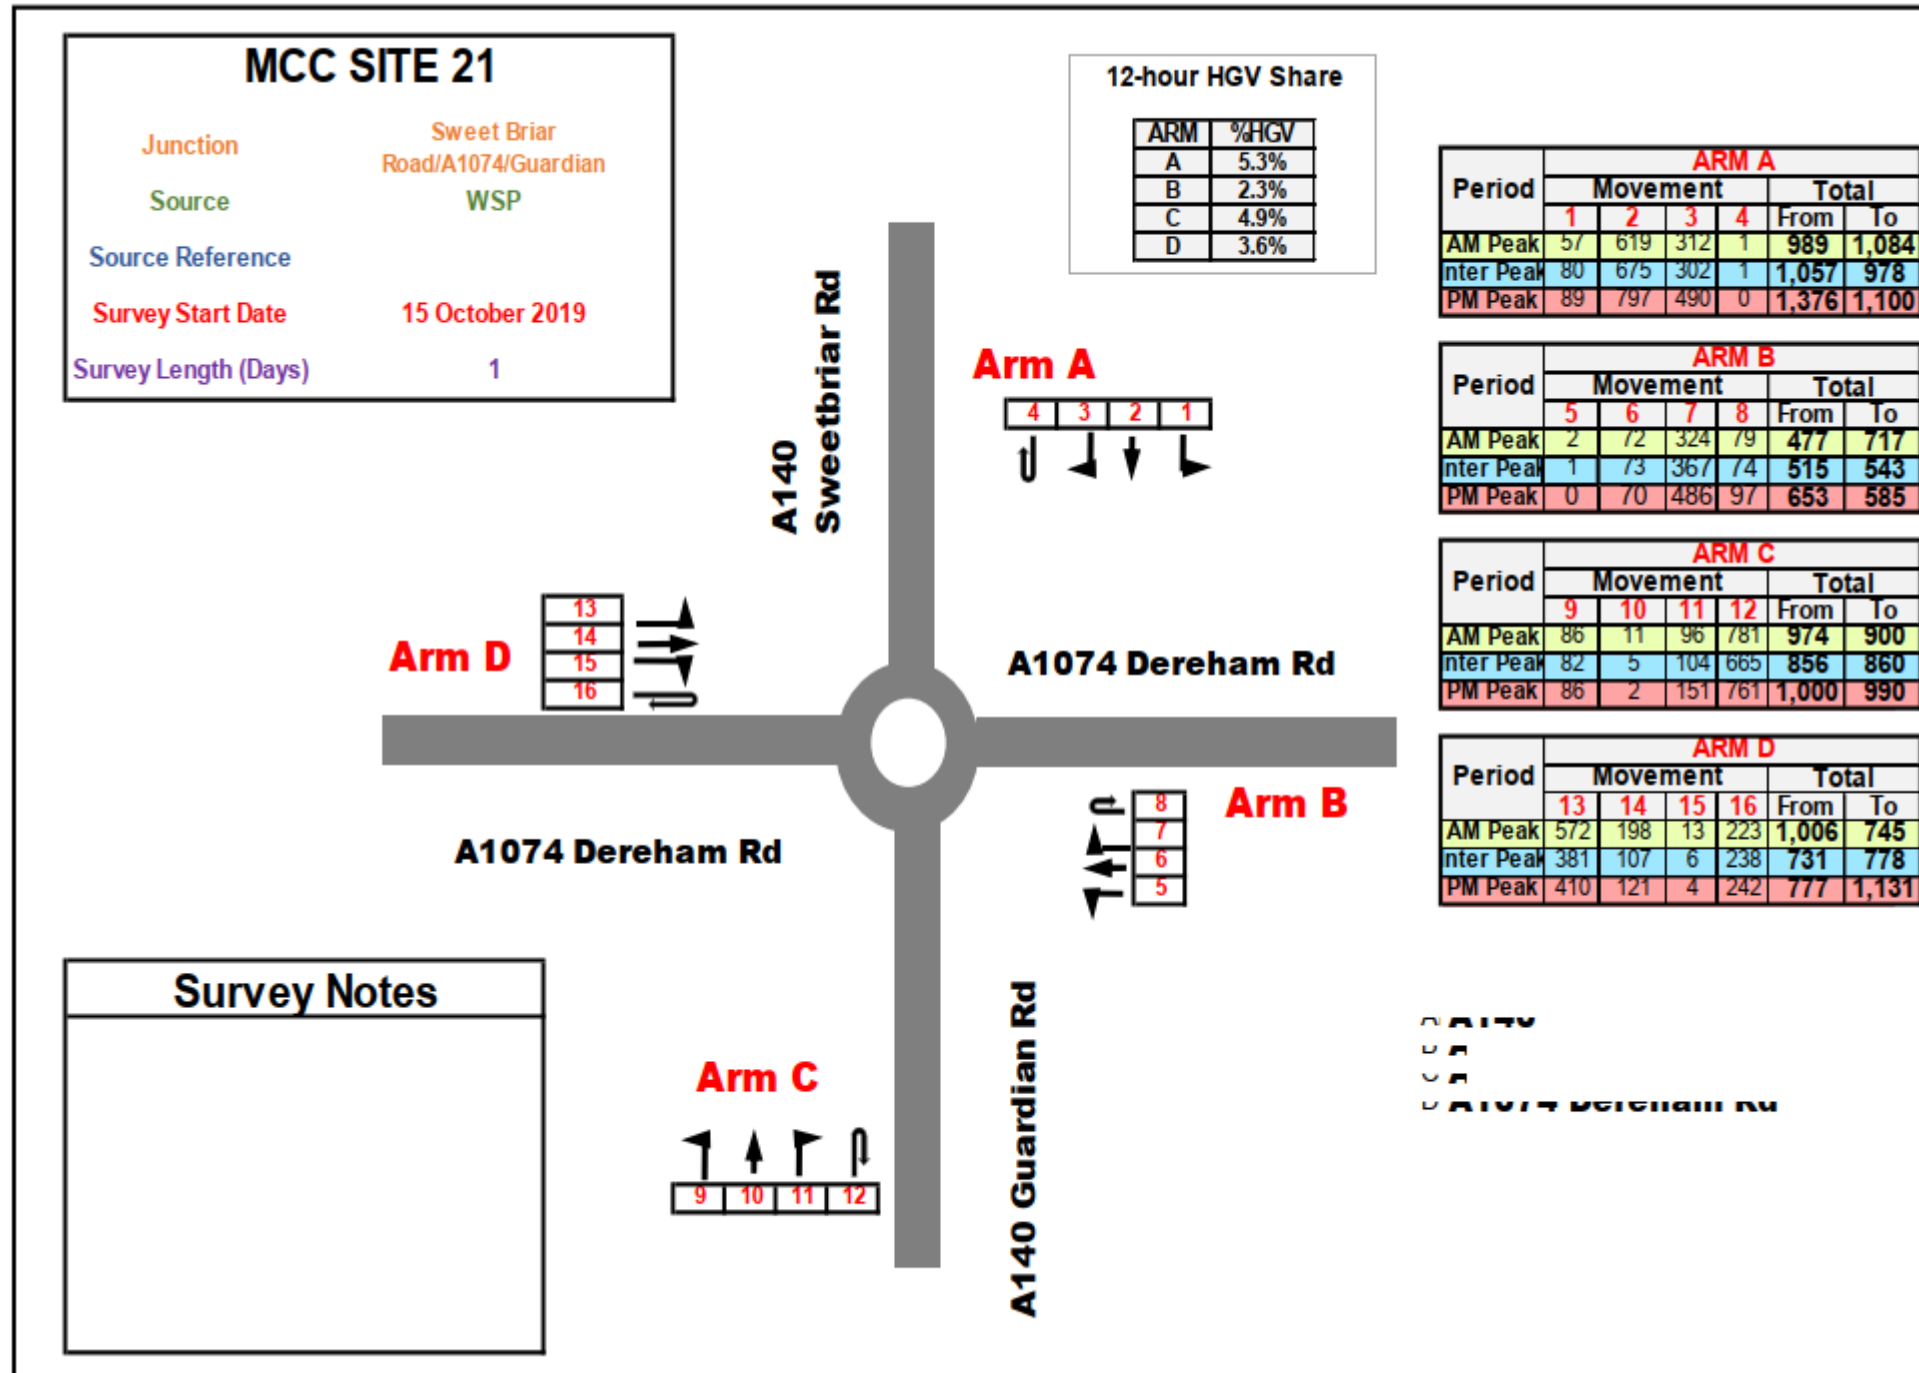 MCC SITE 21
Junction
Sweet Briar
Road/A1074/Guardian
Source WSP
Source Reference
Survey Start Date 15 October 2019
Survey Length (Days) 1
12-hour HGV Share
ARM %HGV
A 5.3%
B 2.3%
C 4.9%
D 3.6%
A140
Sweetbriar Rd
Arm A
4 3 2 1
Arm D
13
14
15
16
A1074 Dereham Rd
A1074 Dereham Rd
Arm B
8
7
6
5
Arm C
9 10 11 12
A140 Guardian Rd
Survey Notes
ARM A
Period Movement Total
1 2 3 4 From To
AM Peak 57 619 312 1 989 1,084
nter Peak 80 675 302 1 1,057 978
PM Peak 89 797 490 0 1,376 1,100
ARM B
Period Movement Total
5 6 7 8 From To
AM Peak 2 72 324 79 477 717
nter Peak 1 73 367 74 515 543
PM Peak 0 70 486 97 653 585
ARM C
Period Movement Total
9 10 11 12 From To
AM Peak 86 11 96 781 974 900
nter Peak 82 5 104 665 856 860
PM Peak 86 2 151 761 1,000 990
ARM D
Period Movement Total
13 14 15 16 From To
AM Peak 572 198 13 223 1,006 745
nter Peak 381 107 6 238 731 778
PM Peak 410 121 4 242 777 1,131
A1074 Dereham Rd